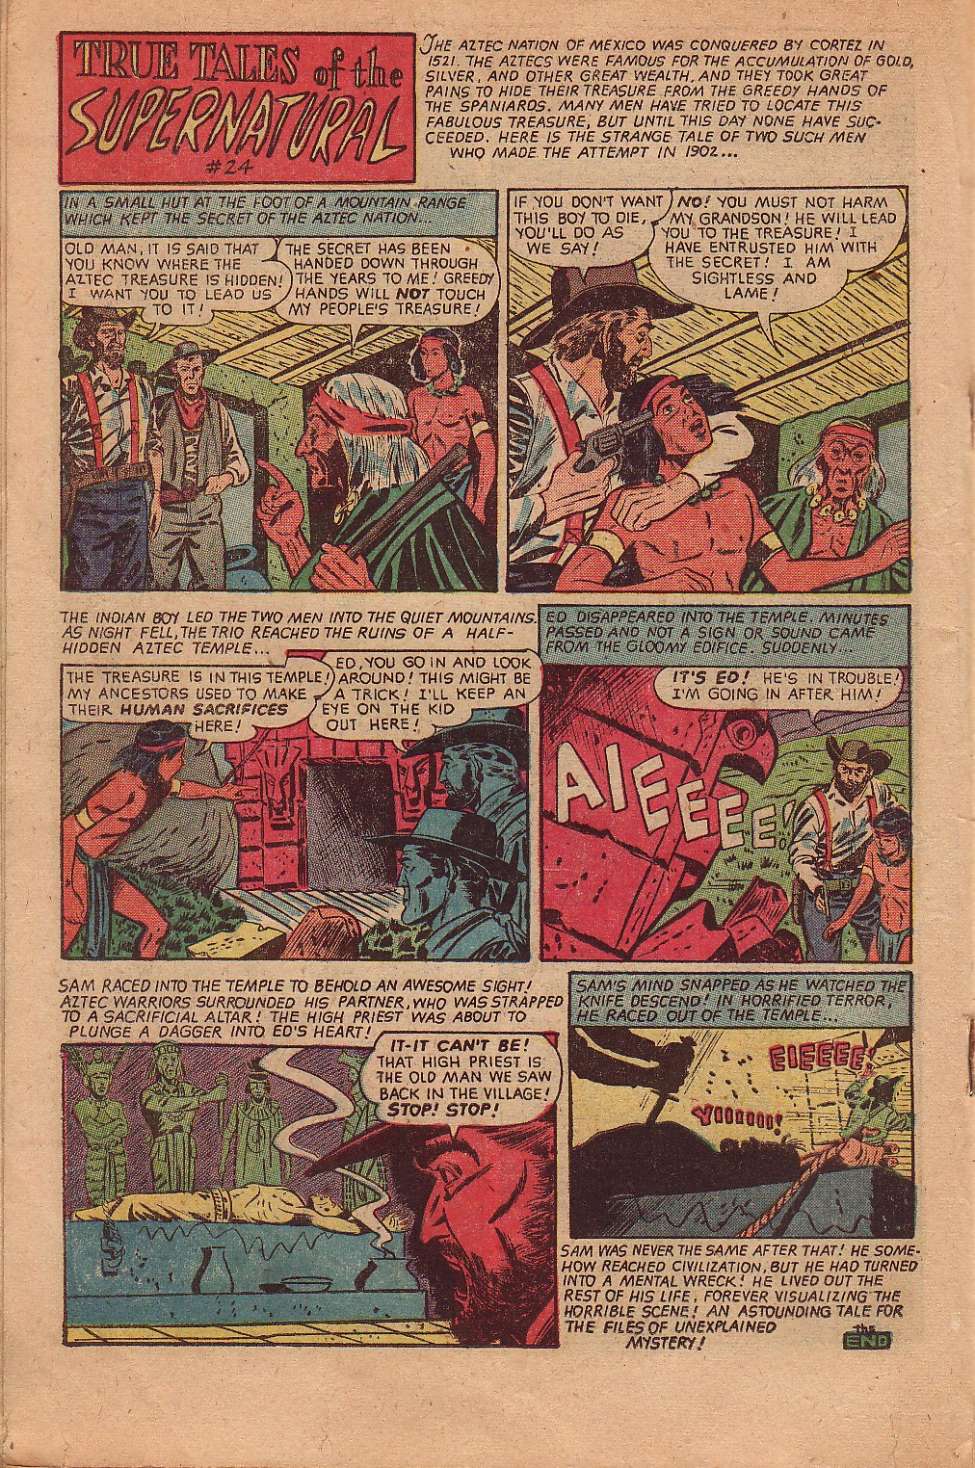 TRUE TALES of the
SUPERNATURAL
#24
THE AZTEC NATION OF MEXICO WAS CONQUERED BY CORTEZ IN
1521. THE AZTECS WERE FAMOUS FOR THE ACCUMULATION OF GOLD,
SILVER, AND OTHER GREAT WEALTH, AND THEY TOOK GREAT
PAINS TO HIDE THEIR TREASURE FROM THE GREEDY HANDS OF
THE SPANIARDS. MANY MEN HAVE TRIED TO LOCATE THIS
FABULOUS TREASURE, BUT UNTIL THIS DAY NONE HAVE SUC-
CEEDED. HERE IS THE STRANGE TALE OF TWO SUCH MEN
WHO MADE THE ATTEMPT IN 1902...
IN A SMALL HUT AT THE FOOT OF A MOUNTAIN RANGE
WHICH KEPT THE SECRET OF THE AZTEC NATION...
OLD MAN, IT IS SAID THAT
YOU KNOW WHERE THE
AZTEC TREASURE IS HIDDEN!
I WANT YOU TO LEAD US
TO IT!
THE SECRET HAS BEEN
HANDED DOWN THROUGH
THE YEARS TO ME! GREEDY
HANDS WILL NOT TOUCH
MY PEOPLE'S TREASURE!
IF YOU DON'T WANT
THIS BOY TO DIE,
YOU'LL DO AS
WE SAY!
NO! YOU MUST NOT HARM
MY GRANDSON! HE WILL LEAD
YOU TO THE TREASURE! I
HAVE ENTRUSTED HIM WITH
THE SECRET! I AM
SIGHTLESS AND
LAME!
THE INDIAN BOY LED THE TWO MEN INTO THE QUIET MOUNTAINS.
AS NIGHT FELL, THE TRIO REACHED THE RUINS OF A HALF-
HIDDEN AZTEC TEMPLE...
THE TREASURE IS IN THIS TEMPLE!
MY ANCESTORS USED TO MAKE
THEIR HUMAN SACRIFICES
HERE!
ED, YOU GO IN AND LOOK
AROUND! THIS MIGHT BE
A TRICK! I'LL KEEP AN
EYE ON THE KID
OUT HERE!
ED DISAPPEARED INTO THE TEMPLE. MINUTES
PASSED AND NOT A SIGN OR SOUND CAME
FROM THE GLOOMY EDIFICE. SUDDENLY...
IT'S ED! HE'S IN TROUBLE!
I'M GOING IN AFTER HIM!
AIEEEEE!
SAM RACED INTO THE TEMPLE TO BEHOLD AN AWESOME SIGHT!
AZTEC WARRIORS SURROUNDED HIS PARTNER, WHO WAS STRAPPED
TO A SACRIFICIAL ALTAR! THE HIGH PRIEST WAS ABOUT TO
PLUNGE A DAGGER INTO ED'S HEART!
IT-IT CAN'T BE!
THAT HIGH PRIEST IS
THE OLD MAN WE SAW
BACK IN THE VILLAGE!
STOP! STOP!
SAM'S MIND SNAPPED AS HE WATCHED THE
KNIFE DESCEND! IN HORRIFIED TERROR,
HE RACED OUT OF THE TEMPLE...
EIEEEE!
YIIIIIII!
SAM WAS NEVER THE SAME AFTER THAT! HE SOME-
HOW REACHED CIVILIZATION, BUT HE HAD TURNED
INTO A MENTAL WRECK! HE LIVED OUT THE
REST OF HIS LIFE, FOREVER VISUALIZING THE
HORRIBLE SCENE! AN ASTOUNDING TALE FOR
THE FILES OF UNEXPLAINED
MYSTERY!
the
END